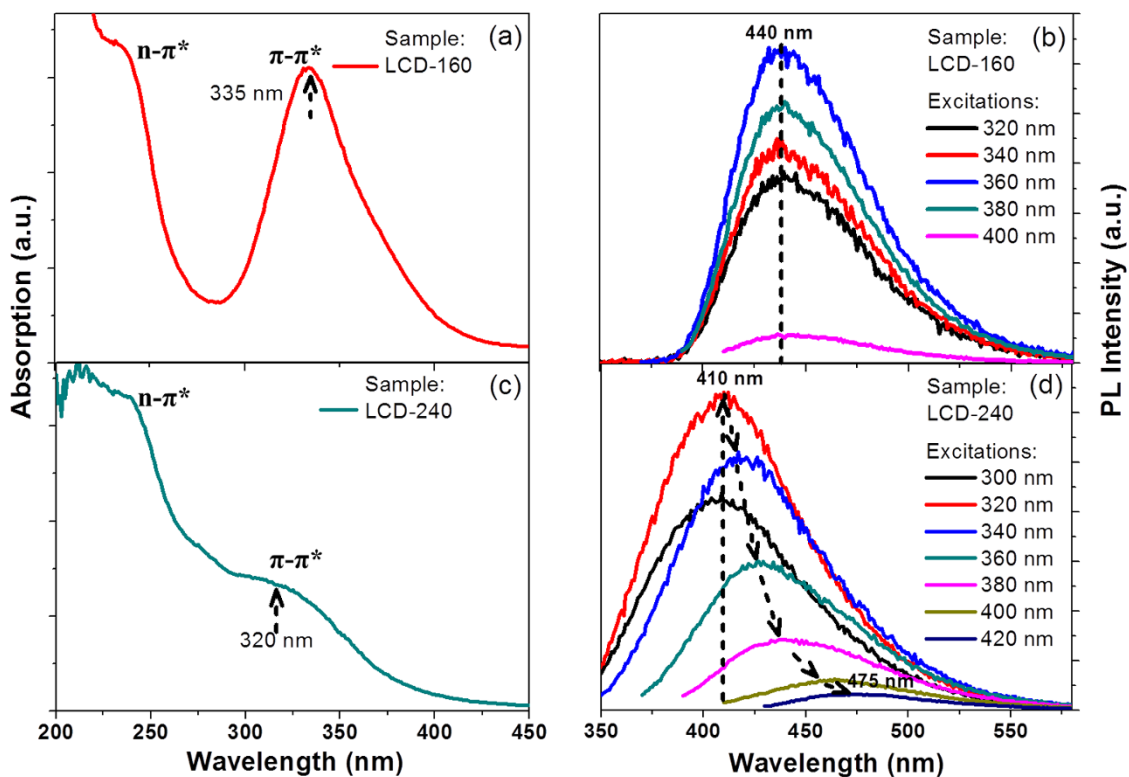 Absorption (a.u.)
n-π*
π-π*
335 nm
Sample:
LCD-160
(a)
440 nm
Sample:
LCD-160
(b)
Excitations:
320 nm
340 nm
360 nm
380 nm
400 nm
n-π*
π-π*
320 nm
Sample:
LCD-240
(c)
200 250 300 350 400 450
Wavelength (nm)
410 nm
475 nm
Sample:
LCD-240
(d)
Excitations:
300 nm
320 nm
340 nm
360 nm
380 nm
400 nm
420 nm
350 400 450 500 550
Wavelength (nm)
PL Intensity (a.u.)